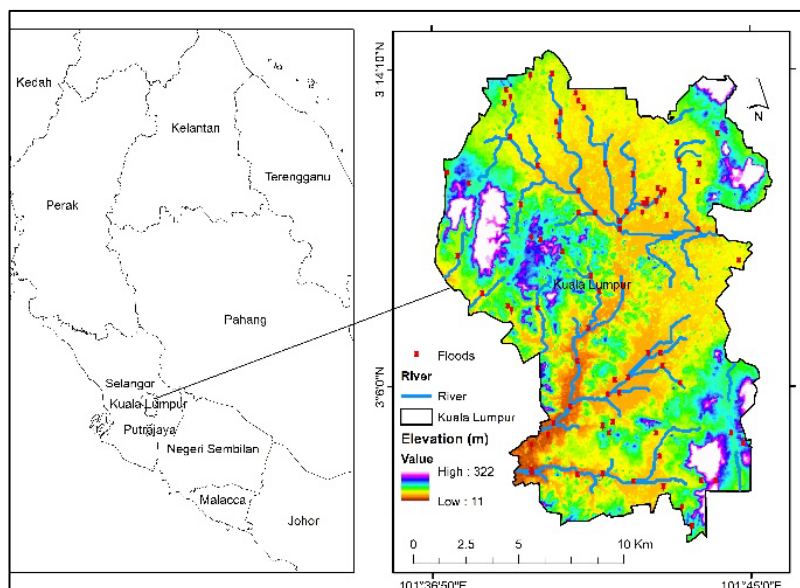 Kedah
Kelantan
Terengganu
Perak
Pahang
Selangor
Kuala Lumpur
Putrajaya
Negeri Sembilan
Malacca
Johor
3 14'10"N
3°6'0"N
N
Kuala Lumpur
Floods
River
River
Kuala Lumpur
Elevation (m)
Value
High : 322
Low : 11
0 2.5 5 10 Km
101°36'50"E 101°45'0"E